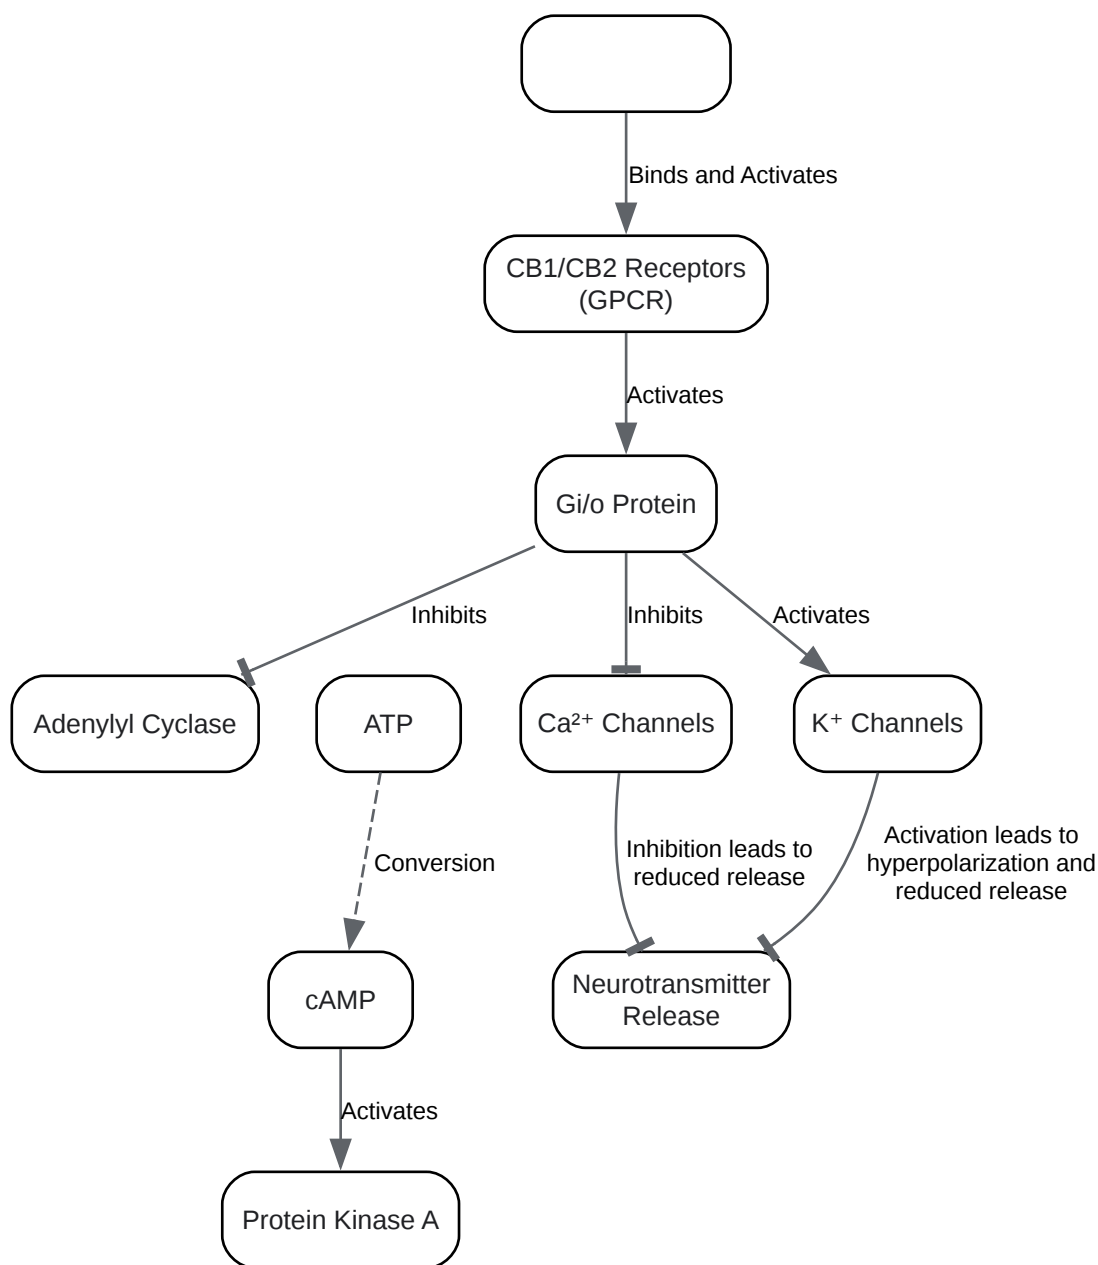 Binds and Activates
CB1/CB2 Receptors
(GPCR)
Activates
Gi/o Protein
Inhibits
Inhibits
Activates
Adenylyl Cyclase
ATP
Ca²⁺ Channels
K⁺ Channels
Conversion
Inhibition leads to
reduced release
Activation leads to
hyperpolarization and
reduced release
cAMP
Neurotransmitter
Release
Activates
Protein Kinase A